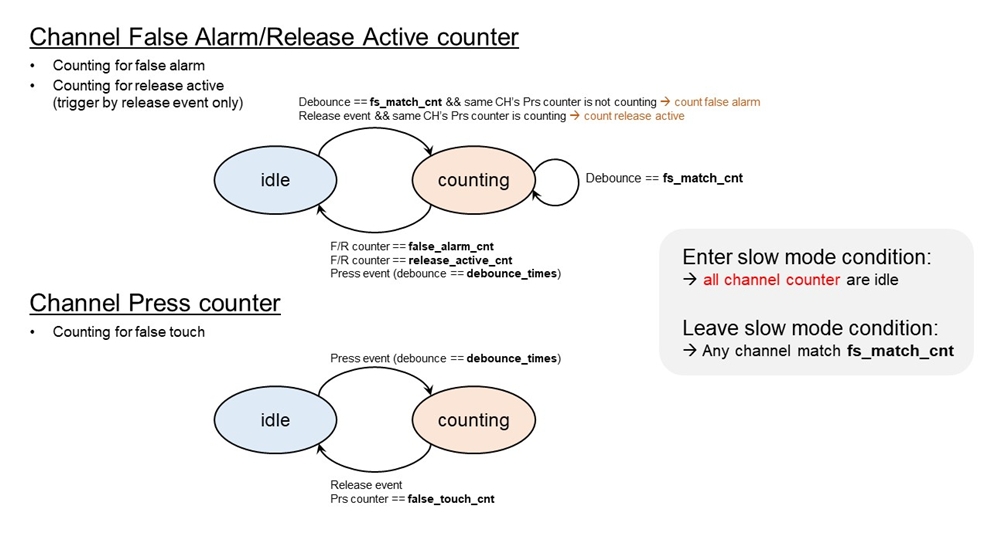 Channel False Alarm/Release Active counter
• Counting for false alarm
• Counting for release active
(trigger by release event only)
Debounce == fs_match_cnt && same CH's Prs counter is not counting → count false alarm
Release event && same CH's Prs counter is counting → count release active
idle
counting
Debounce == fs_match_cnt
F/R counter == false_alarm_cnt
F/R counter == release_active_cnt
Press event (debounce == debounce_times)
Enter slow mode condition:
→ all channel counter are idle
Leave slow mode condition:
→ Any channel match fs_match_cnt
Channel Press counter
• Counting for false touch
Press event (debounce == debounce_times)
idle
counting
Release event
Prs counter == false_touch_cnt